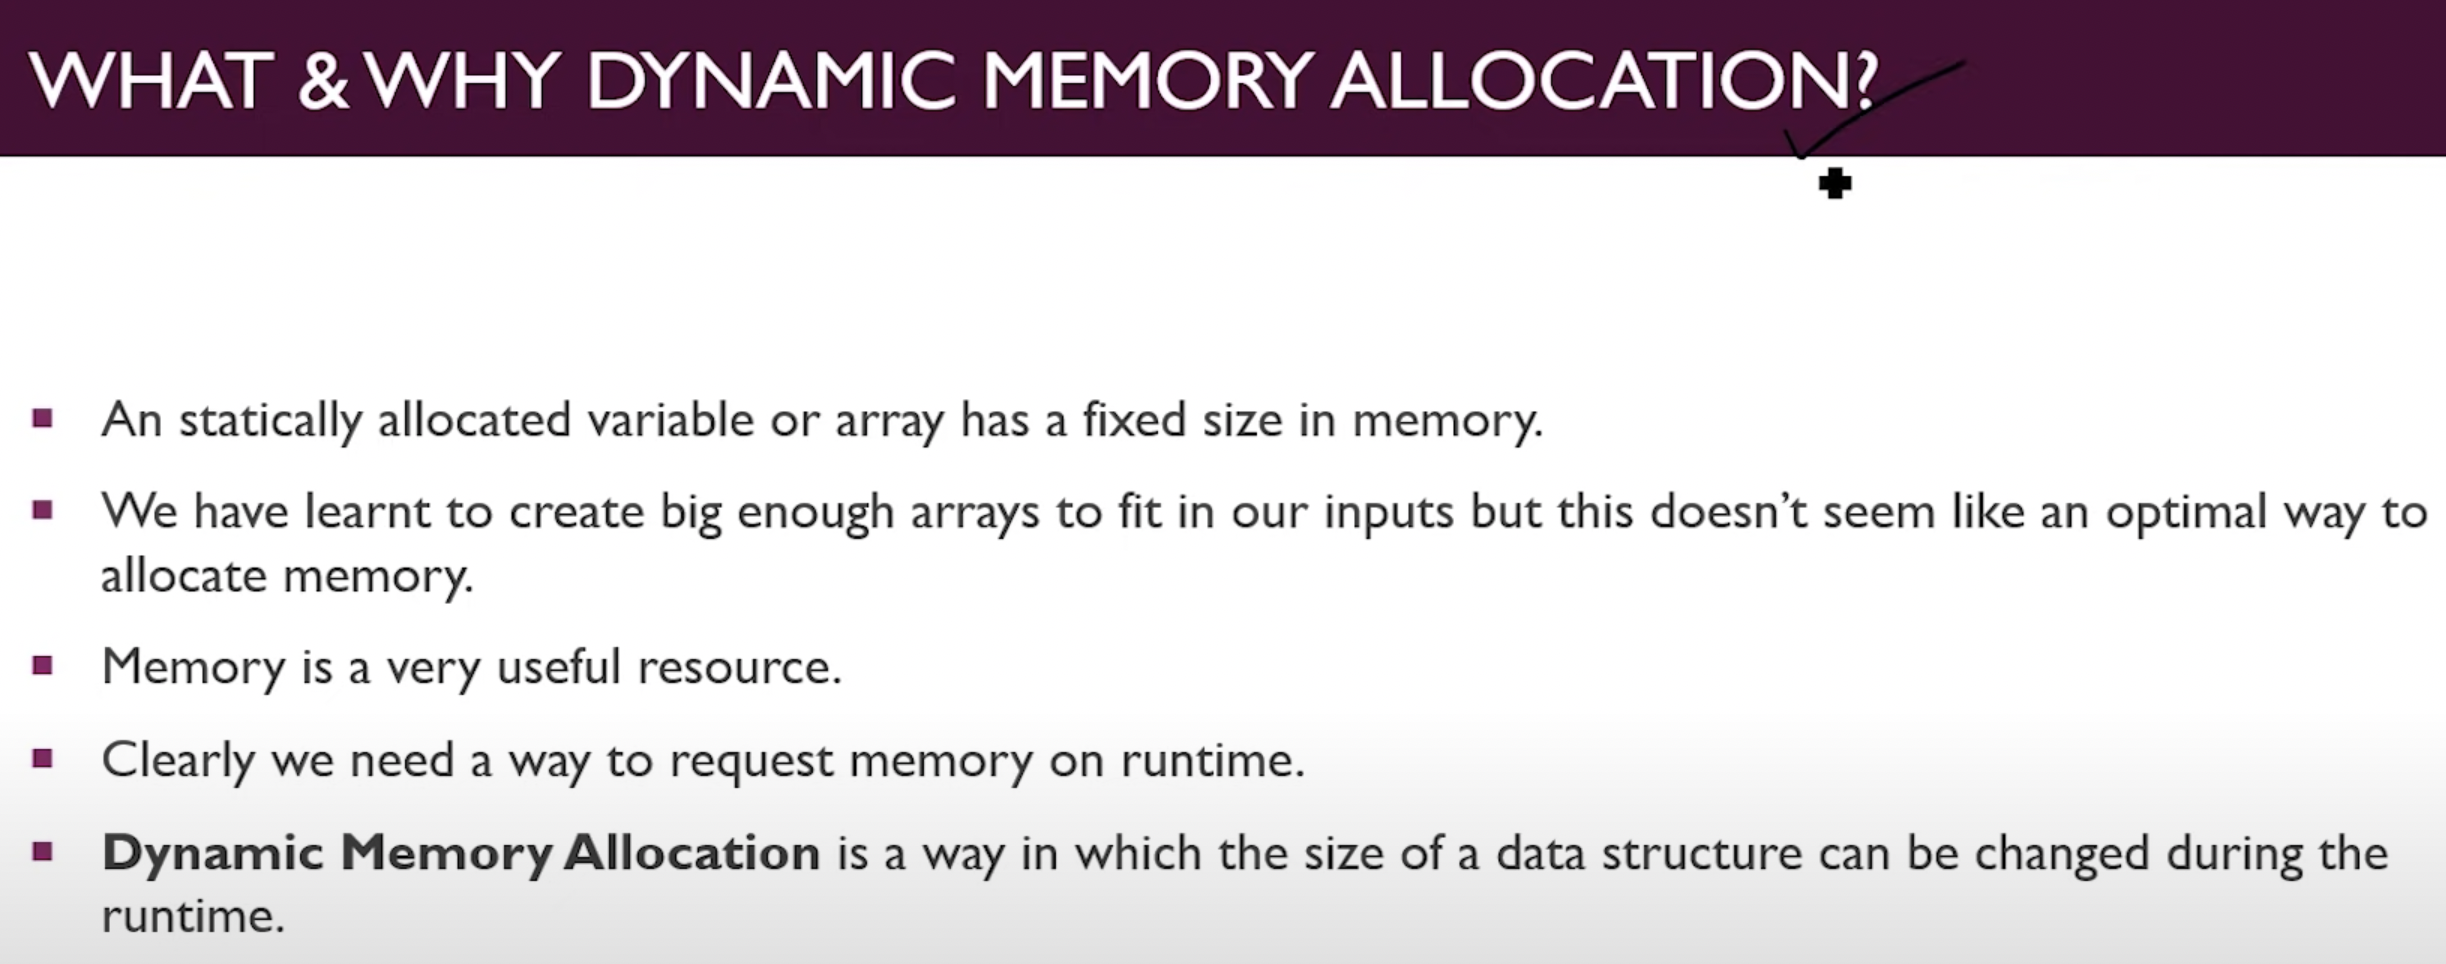 WHAT & WHY DYNAMIC MEMORY ALLOCATION?
An statically allocated variable or array has a fixed size in memory.
We have learnt to create big enough arrays to fit in our inputs but this doesn’t seem like an optimal way to
allocate memory.
Memory is a very useful resource.
Clearly we need a way to request memory on runtime.
Dynamic Memory Allocation is a way in which the size of a data structure can be changed during the
runtime.